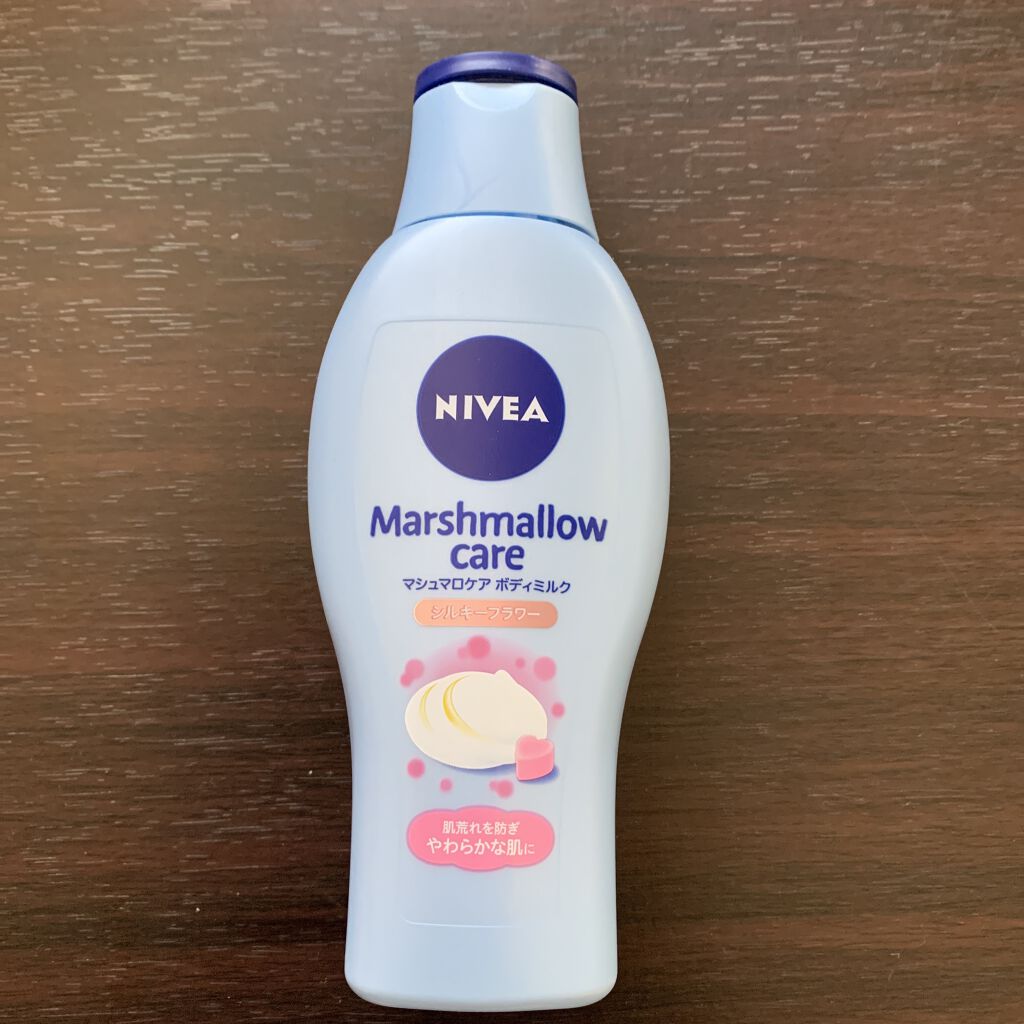 NIVEA
Marshmallow
care
マシュマロケア ボディミルク
シルキーフラワー
肌荒れを防ぎ
やわらかな肌に